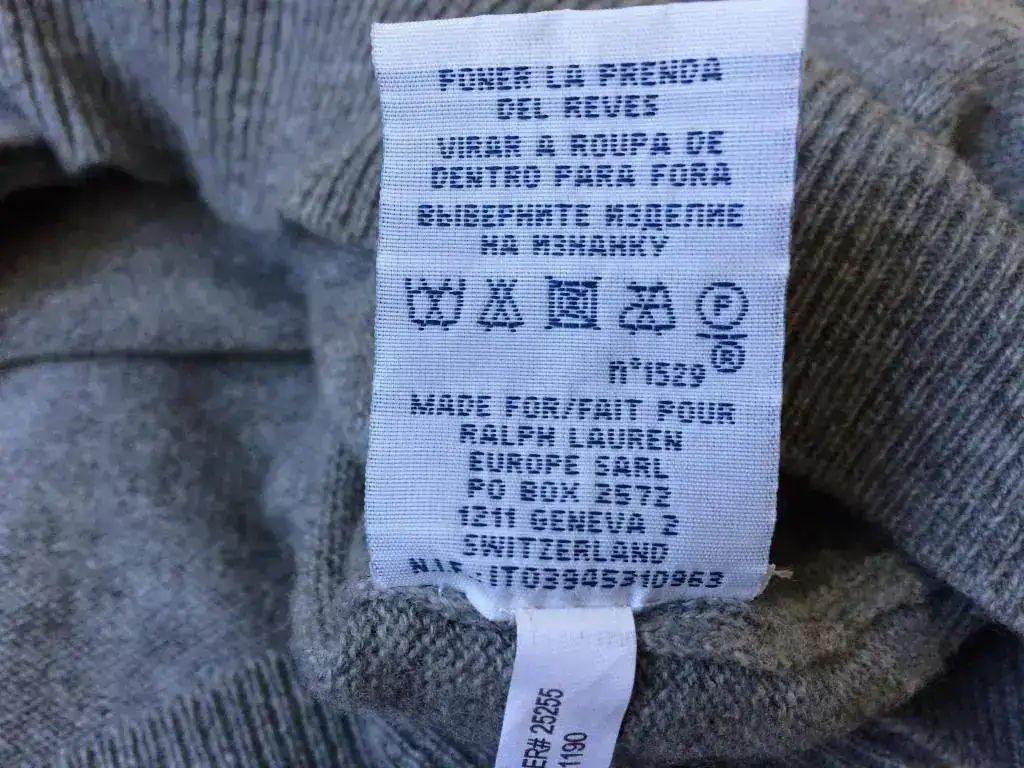 PONER LA PRENDA
DEL REVES
VIRAR A ROUPA DE
DENTRO PARA FORA
ВЫВЕРНИТЕ ИЗДЕЛИЕ
НА ИЗНАНКУ
P
R
n°1529
MADE FOR/FAIT POUR
RALPH LAUREN
EUROPE SARL
PO BOX 2572
1211 GENEVA 2
SWITZERLAND
N.I.F.:IT03945310963
ER# 25255
1190